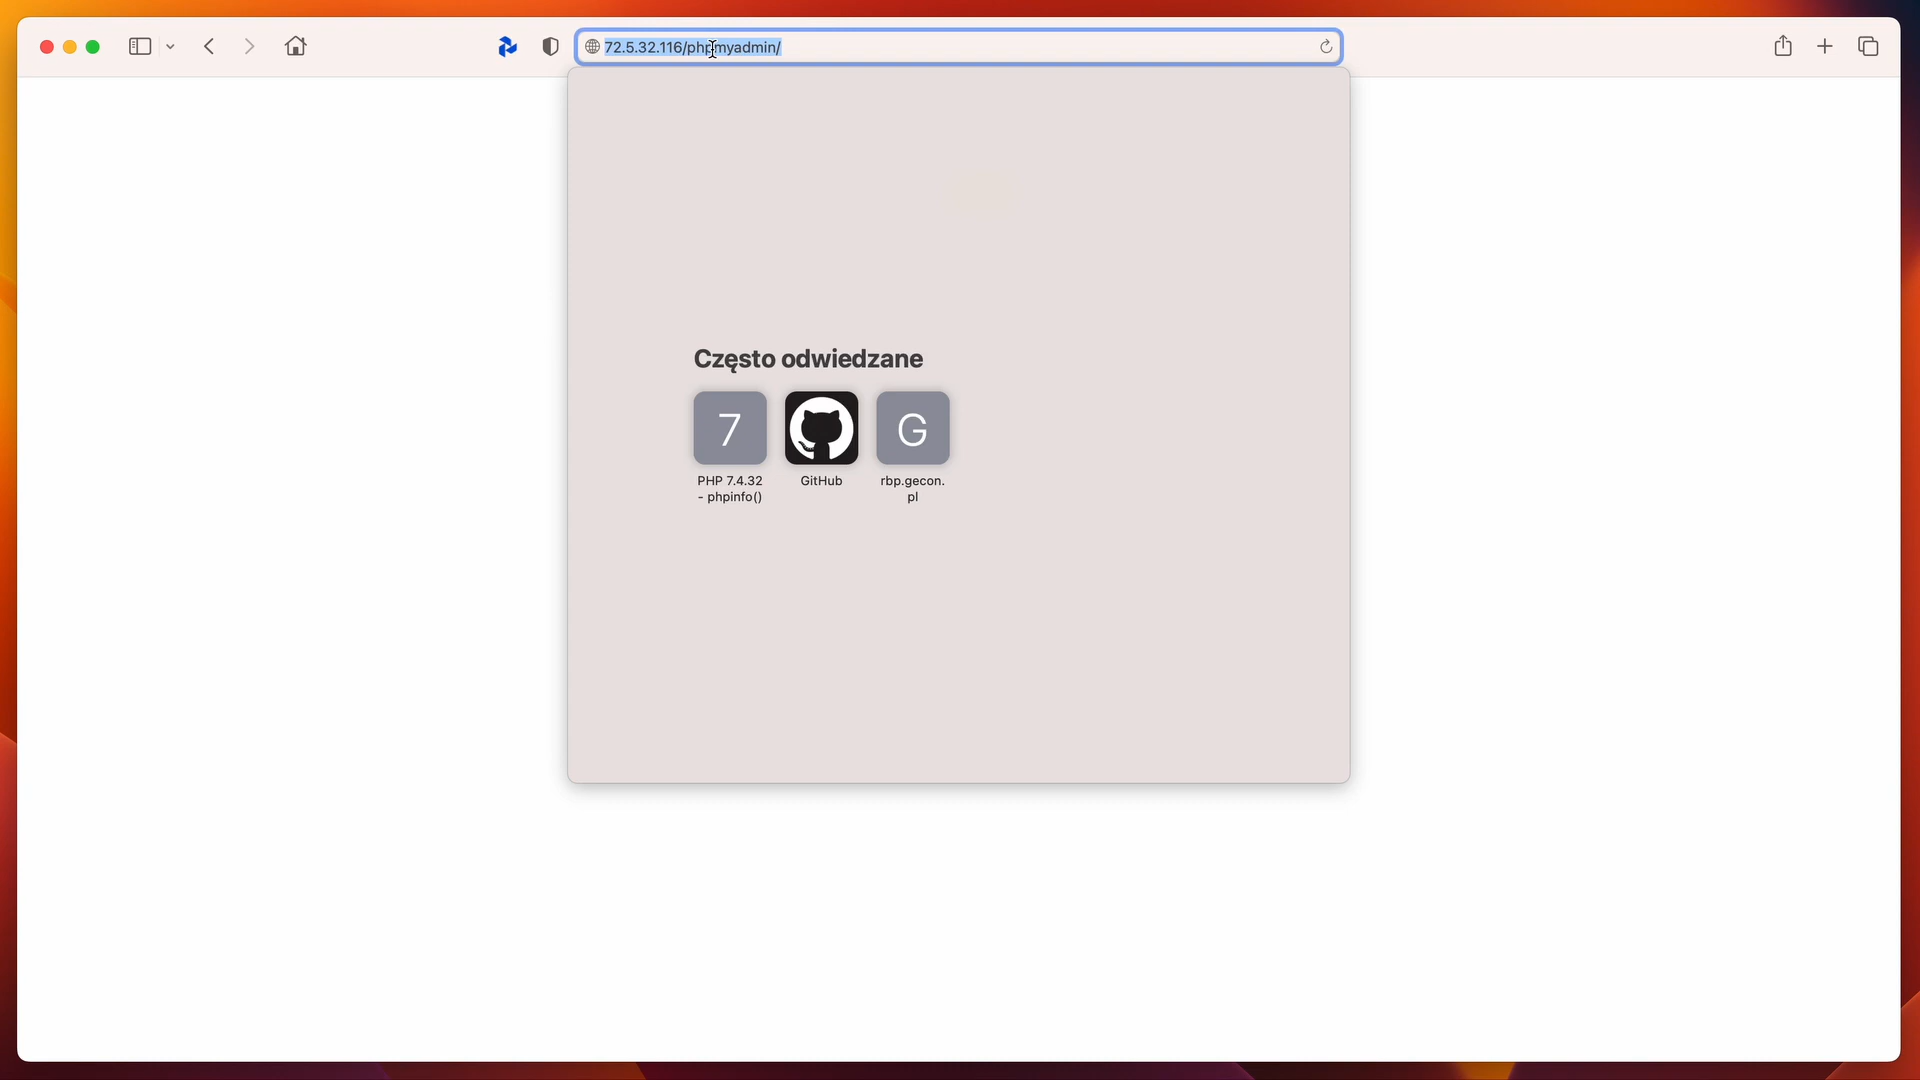 72.5.32.116/phpmyadmin/
Często odwiedzane
7
G
PHP 7.4.32
- phpinfo()
GitHub
rbp.gecon.
pl